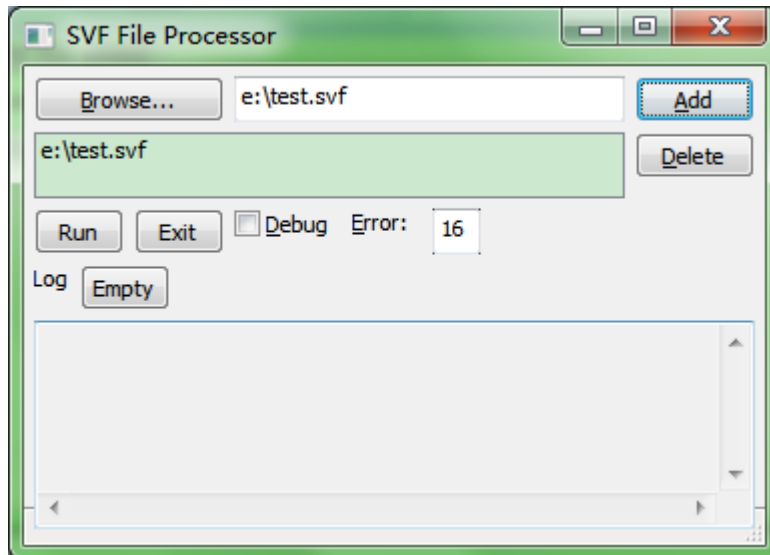 SVF File Processor
Browse... e:\test.svf Add
e:\test.svf Delete
Run Exit Debug Error: 16
Log Empty